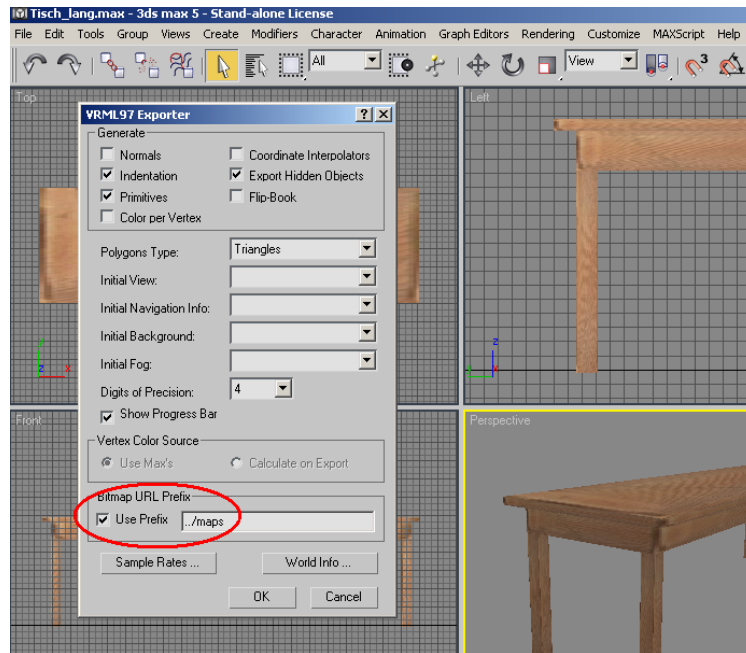 Tisch_lang.max - 3ds max 5 - Stand-alone License
File Edit Tools Group Views Create Modifiers Character Animation Graph Editors Rendering Customize MAXScript Help
All
View
3
Top
Left
VRML97 Exporter
Generate
Normals Coordinate Interpolators
Indentation Export Hidden Objects
Primitives Flip-Book
Color per Vertex
Polygons Type: Triangles
Initial View:
Initial Navigation Info:
Initial Background:
Initial Fog:
Digits of Precision: 4
Show Progress Bar
Vertex Color Source
Use Max's Calculate on Export
Bitmap URL Prefix
Use Prefix ../maps
Sample Rates ... World Info ...
OK Cancel
z x
z
Front
Perspective